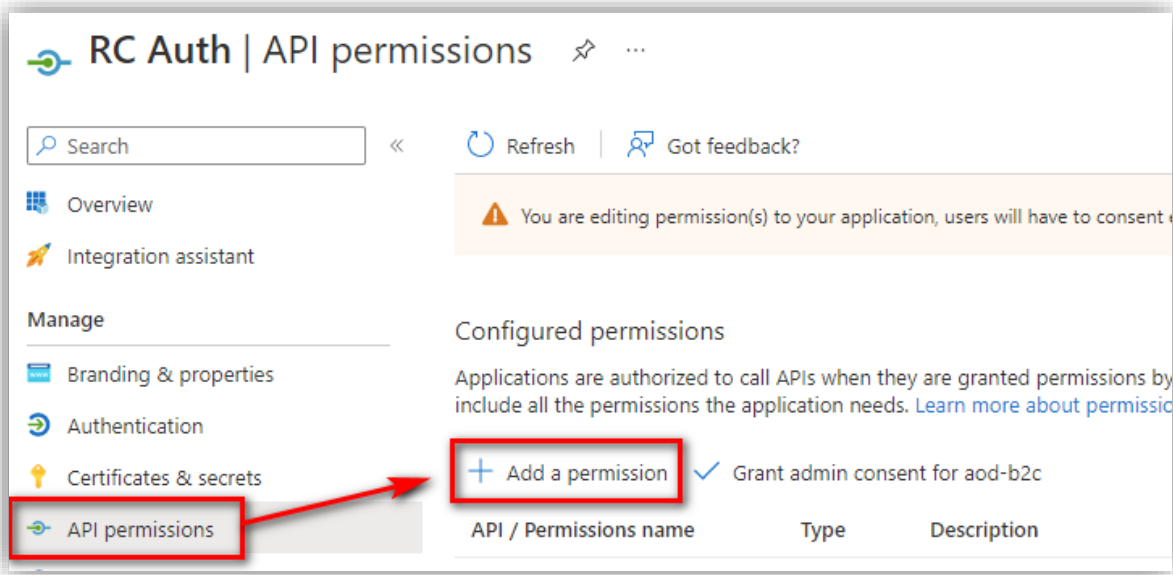 RC Auth | API permissions
Search
Refresh
Got feedback?
Overview
You are editing permission(s) to your application, users will have to consent
Integration assistant
Manage
Configured permissions
Branding & properties
Applications are authorized to call APIs when they are granted permissions by
include all the permissions the application needs. Learn more about
Authentication
Certificates & secrets
Add a permission
Grant admin consent for aod-b2c
API permissions
API / Permissions name
Type
Description